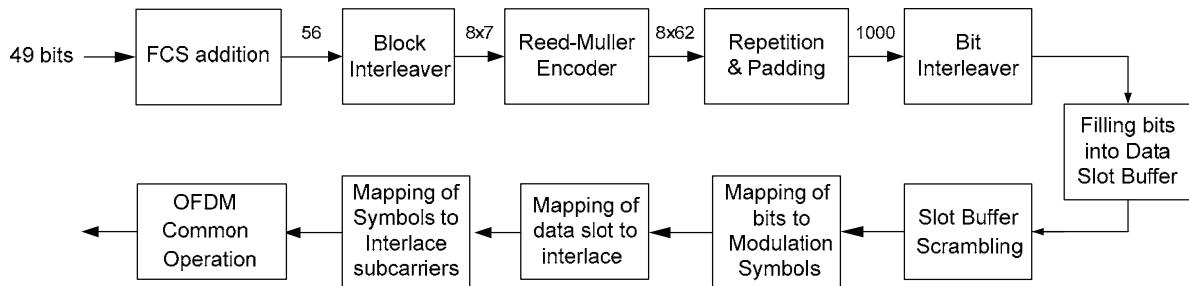 49 bits
FCS addition
56
Block
Interleaver
8x7
Reed-Muller
Encoder
8x62
Repetition
& Padding
1000
Bit
Interleaver
Filling bits
into Data
Slot Buffer
Slot Buffer
Scrambling
Mapping of
bits to
Modulation
Symbols
Mapping of
data slot to
interlace
Mapping of
Symbols to
Interlace
subcarriers
OFDM
Common
Operation